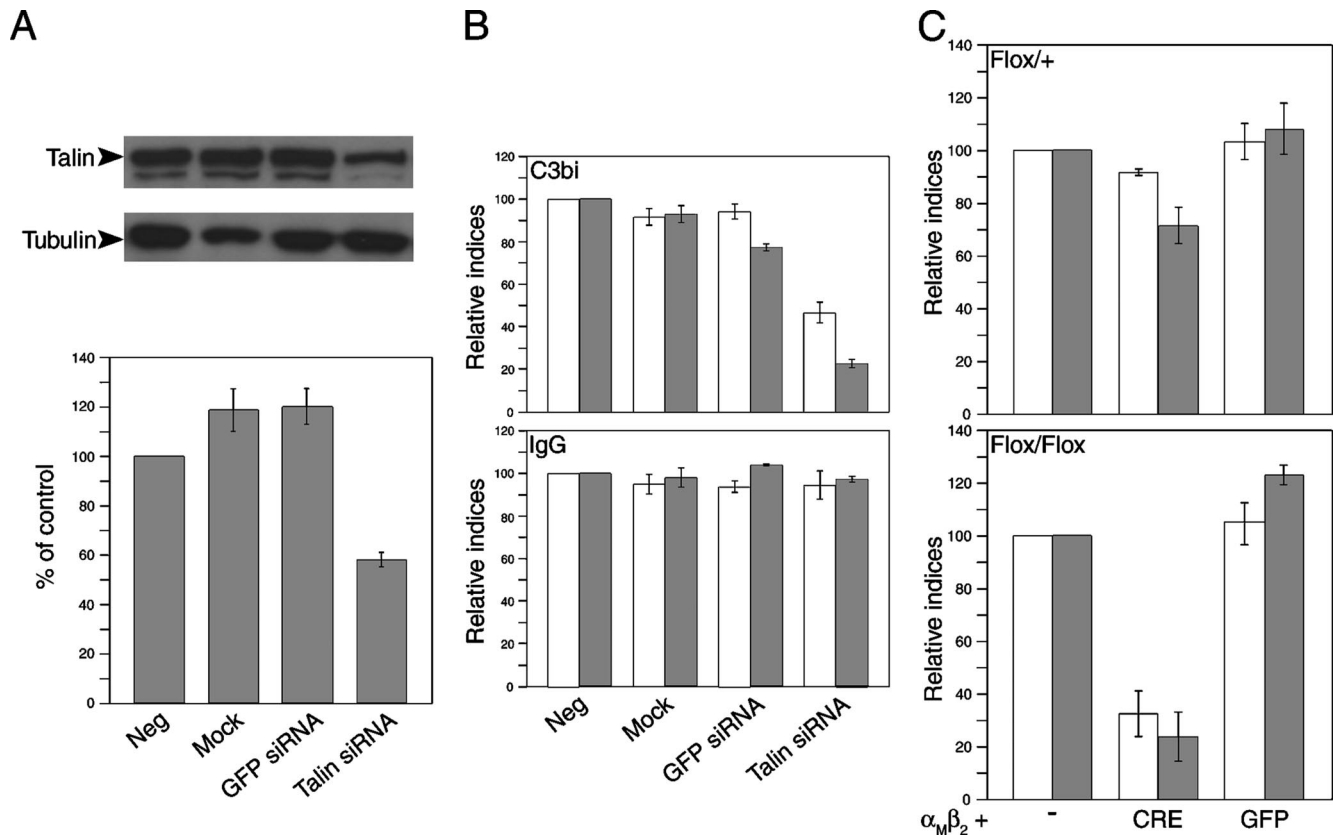 A
Talin
Tubulin
% of control
140
120
100
80
60
40
20
0
Neg
Mock
GFP siRNA
Talin siRNA
B
C3bi
Relative indices
120
100
80
60
40
20
0
IgG
Relative indices
120
100
80
60
40
20
0
Neg
Mock
GFP siRNA
Talin siRNA
C
Flox/+
Relative indices
140
120
100
80
60
40
20
0
Flox/Flox
Relative indices
140
120
100
80
60
40
20
0
αMβ2 + - CRE GFP